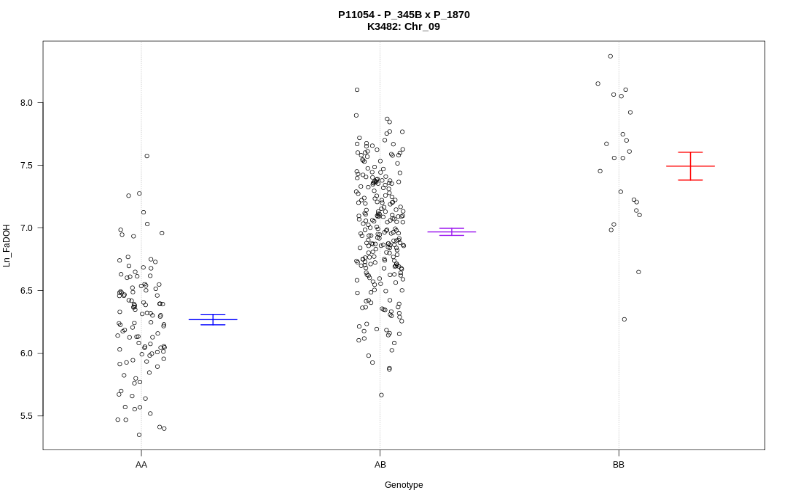 P11054 - P_345B x P_1870
K3482: Chr_09
8.0
7.5
7.0
6.5
6.0
5.5
Ln_FaDOH
AA
AB
BB
Genotype